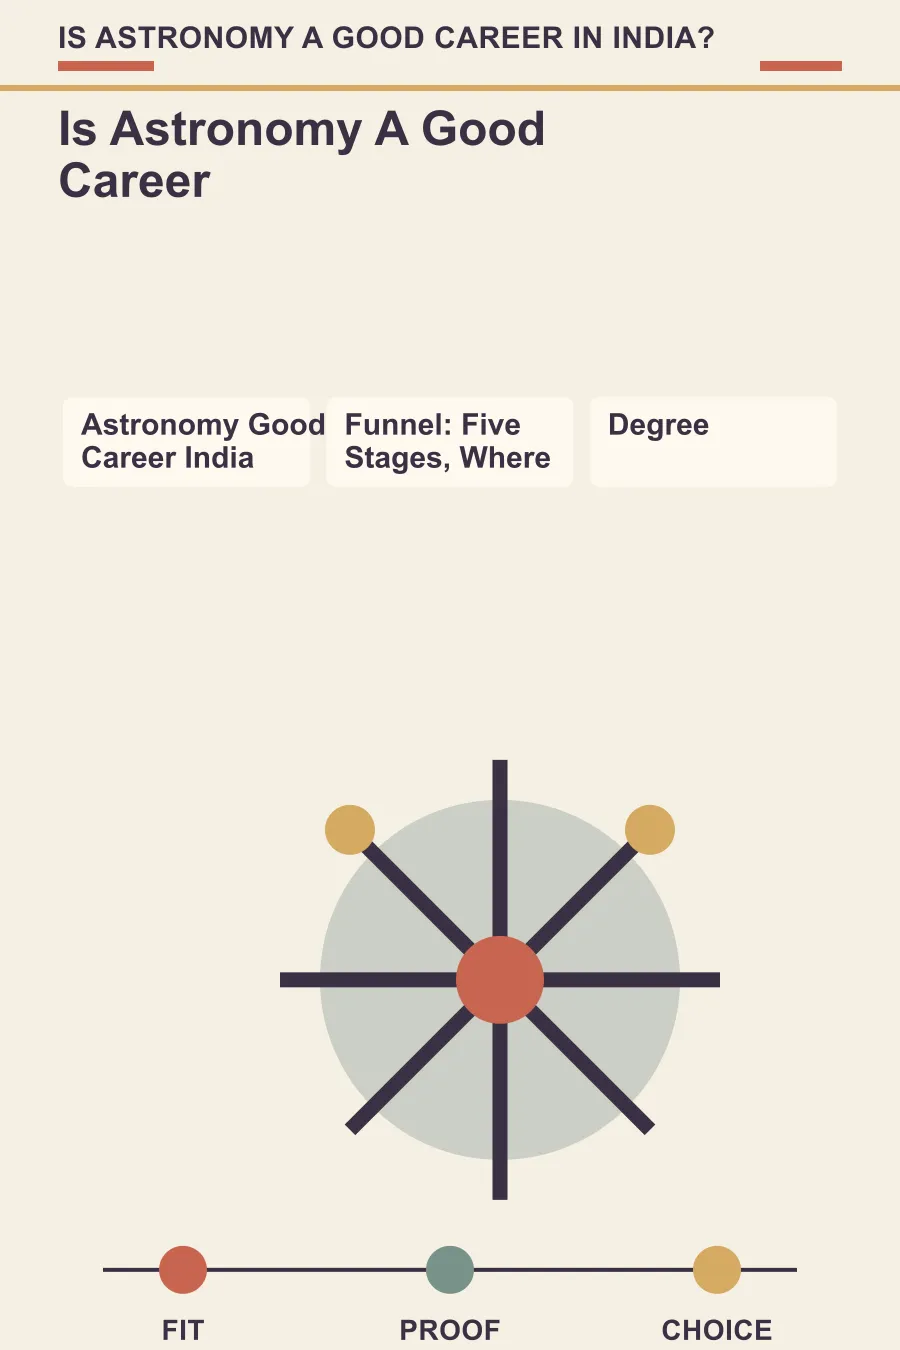 IS ASTRONOMY A GOOD CAREER IN INDIA?
Is Astronomy A Good
Career
Astronomy Good
Career India
Funnel: Five
Stages, Where
Degree
FIT
PROOF
CHOICE